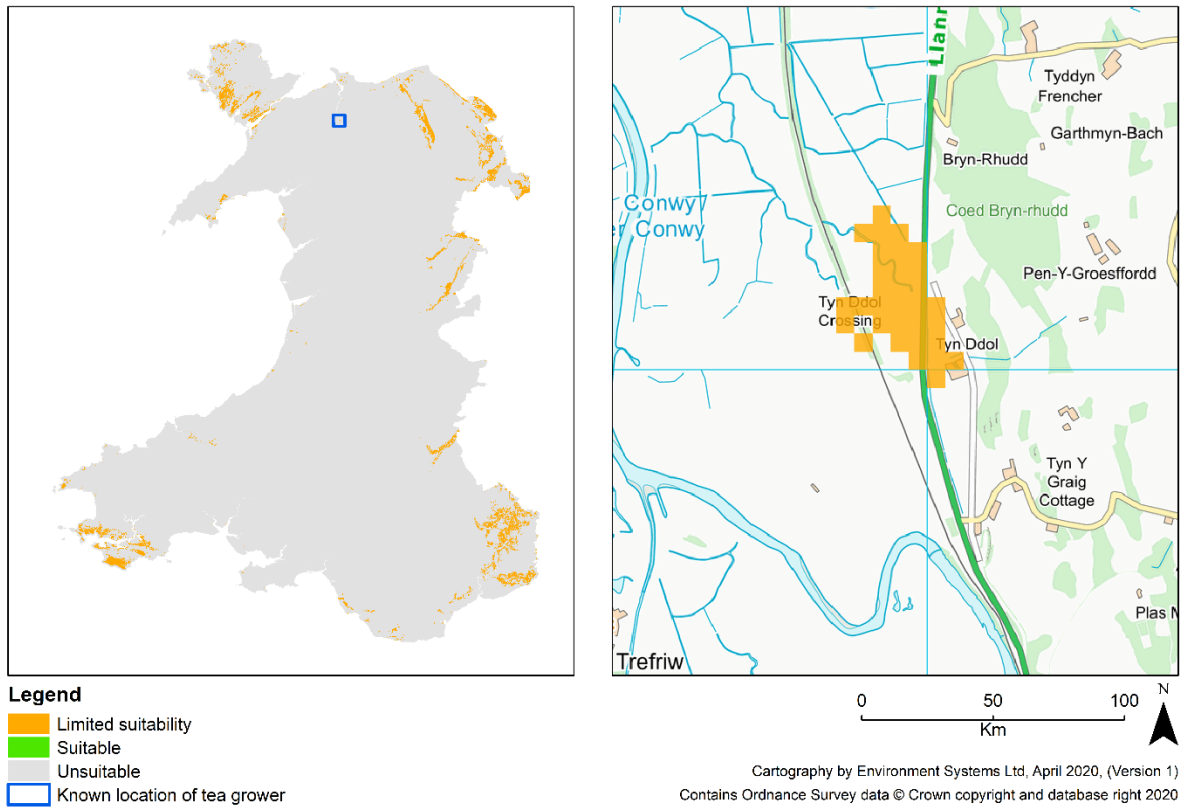 Llanr
Tyddyn
Frencher
Garthmyn-Bach
Bryn-Rhudd
Conwy /
er Conwy
Coed Bryn-rhudd
Pen-Y-Groesffordd
Tyn Ddol
Crossing
Tyn Ddol
Tyn Y
Graig
Cottage
Plas M
Trefriw
Legend
Limited suitability
Suitable
Unsuitable
Known location of tea grower
0 50 100
Km
N
Cartography by Environment Systems Ltd, April 2020, (Version 1)
Contains Ordnance Survey data © Crown copyright and database right 2020